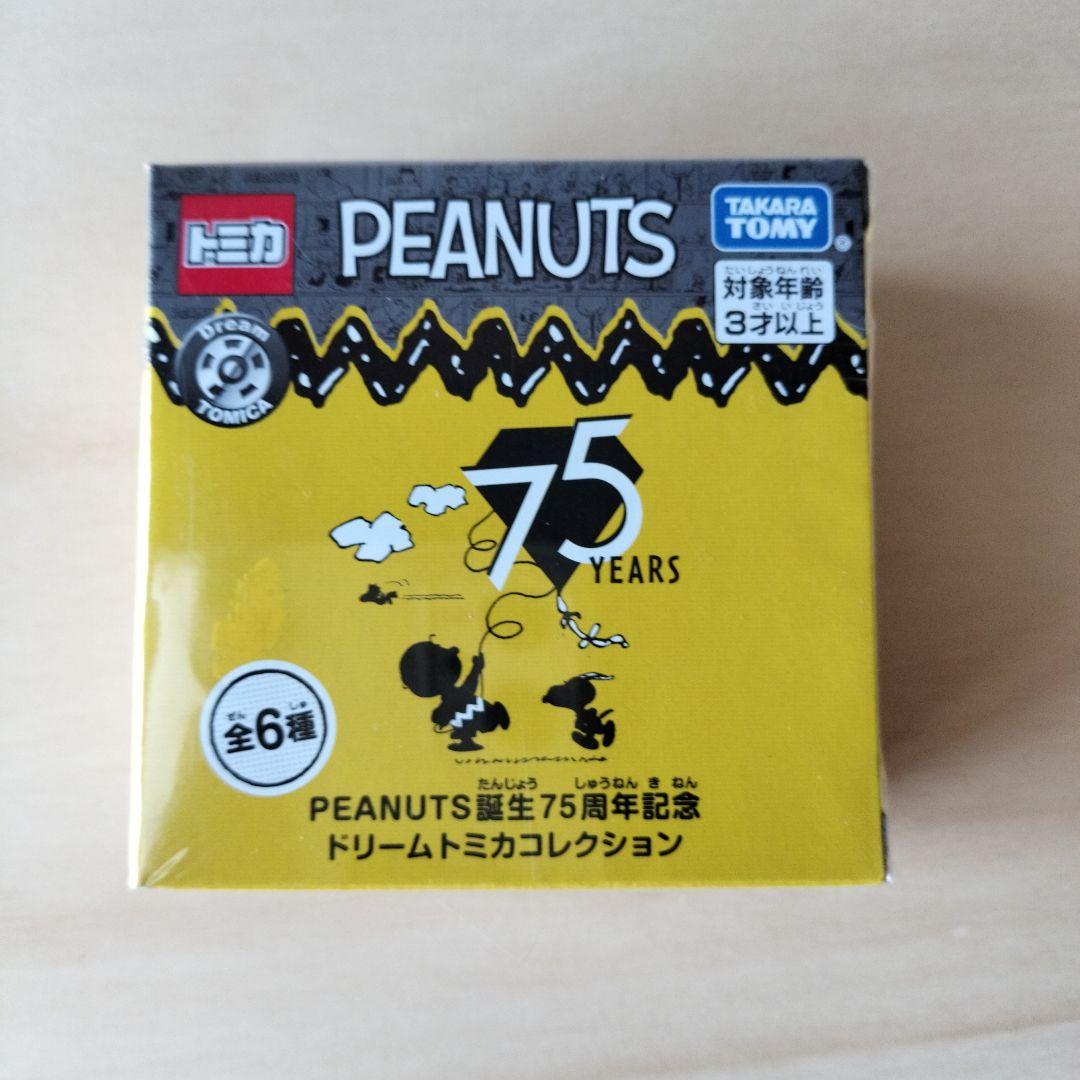 トミカ
PEANUTS
TAKARA
TOMY
®
たいしょうねんれい
対象年齢
さい い じょう
3才以上
Dream
TOMICA
75
YEARS
ぜん しゅ
全6種
たんじょう しゅうねん き ねん
PEANUTS誕生75周年記念
ドリームトミカコレクション